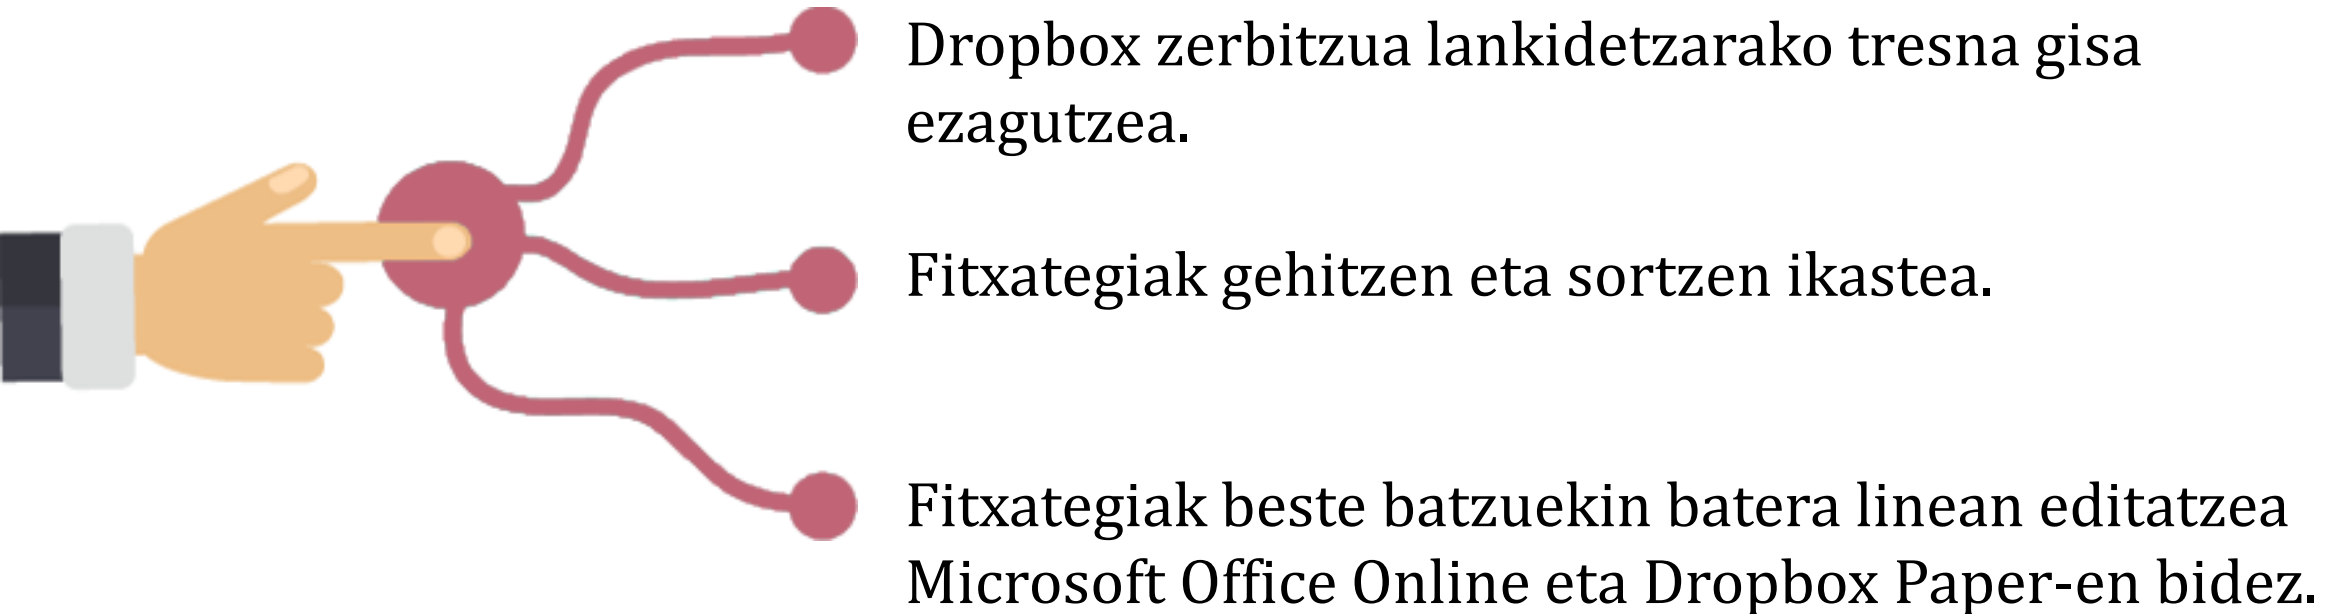 Dropbox zerbitzua lankidetzarako tresna gisa
ezagutzea.
Fitxategiak gehitzen eta sortzen ikastea.
Fitxategiak beste batzuekin batera linean editatzea
Microsoft Office Online eta Dropbox Paper-en bidez.